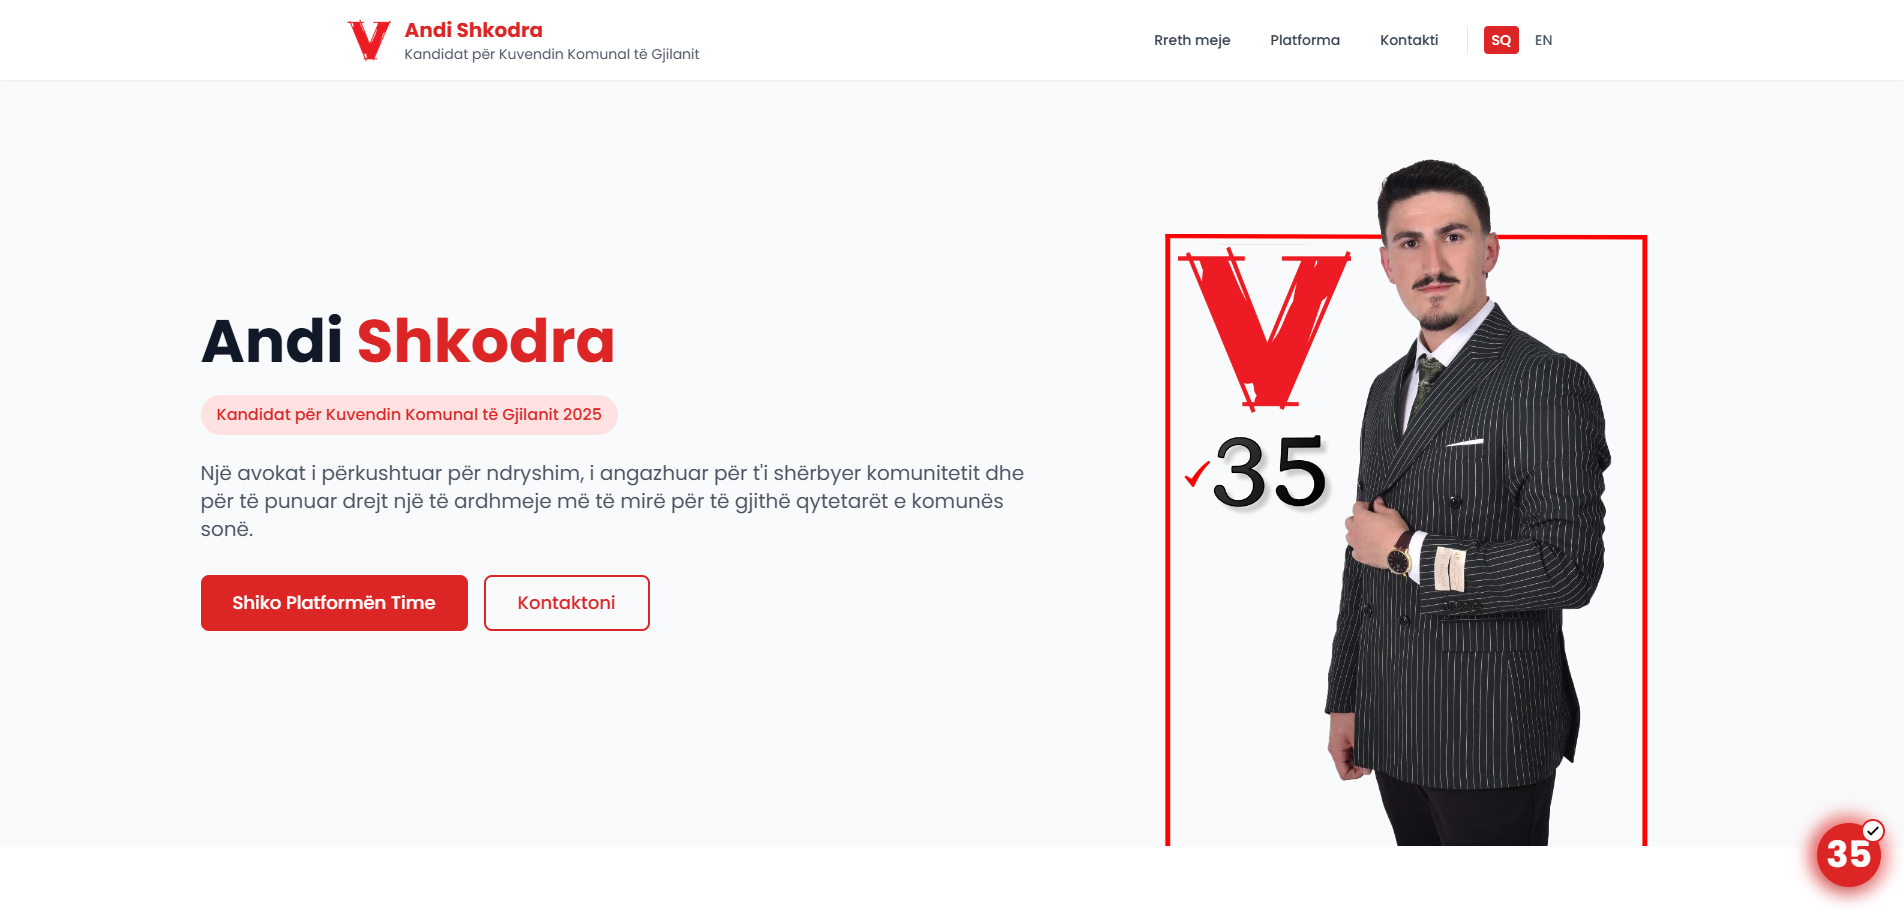 V
Andi Shkodra
Kandidat për Kuvendin Komunal të Gjilanit
Rreth meje
Platforma
Kontakti
SQ
EN
Andi Shkodra
Kandidat për Kuvendin Komunal të Gjilanit 2025
Një avokat i përkushtuar për ndryshim, i angazhuar për t'i shërbyer komunitetit dhe
për të punuar drejt një të ardhmeje më të mirë për të gjithë qytetarët e komunës
sonë.
Shiko Platformën Time
Kontaktoni
V
35
35